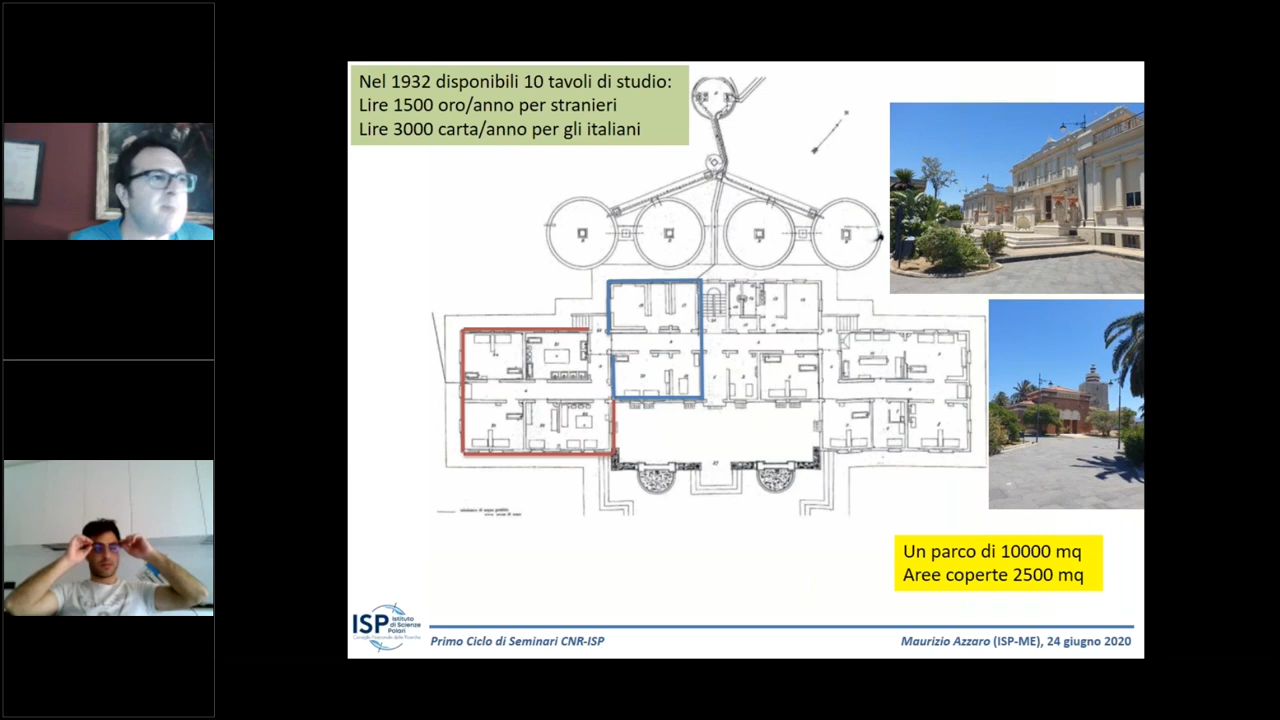 Nel 1932 disponibili 10 tavoli di studio:
Lire 1500 oro/anno per stranieri
Lire 3000 carta/anno per gli italiani
Un parco di 10000 mq
Aree coperte 2500 mq
ISP Istituto
di Scienze
Polari
Consiglio Nazionale delle Ricerche
Primo Ciclo di Seminari CNR-ISP
Maurizio Azzaro (ISP-ME), 24 giugno 2020